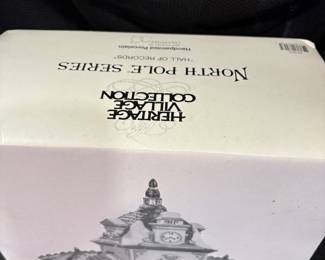 HERITAGE
VILLAGE
COLLECTION
NORTH POLE SERIES
"HALL OF RECORDS"
Handpainted Porcelain